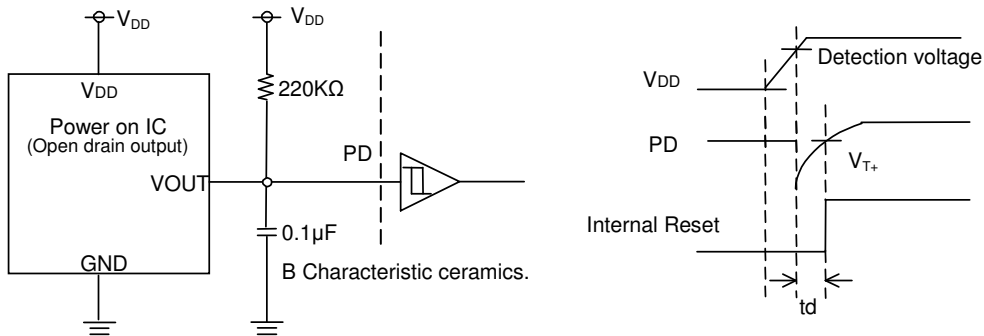 VDD
VDD
Power on IC
(Open drain output)
VOUT
GND
VDD
220KΩ
PD
0.1µF
B Characteristic ceramics.
VDD
Detection voltage
PD
VT+
Internal Reset
td